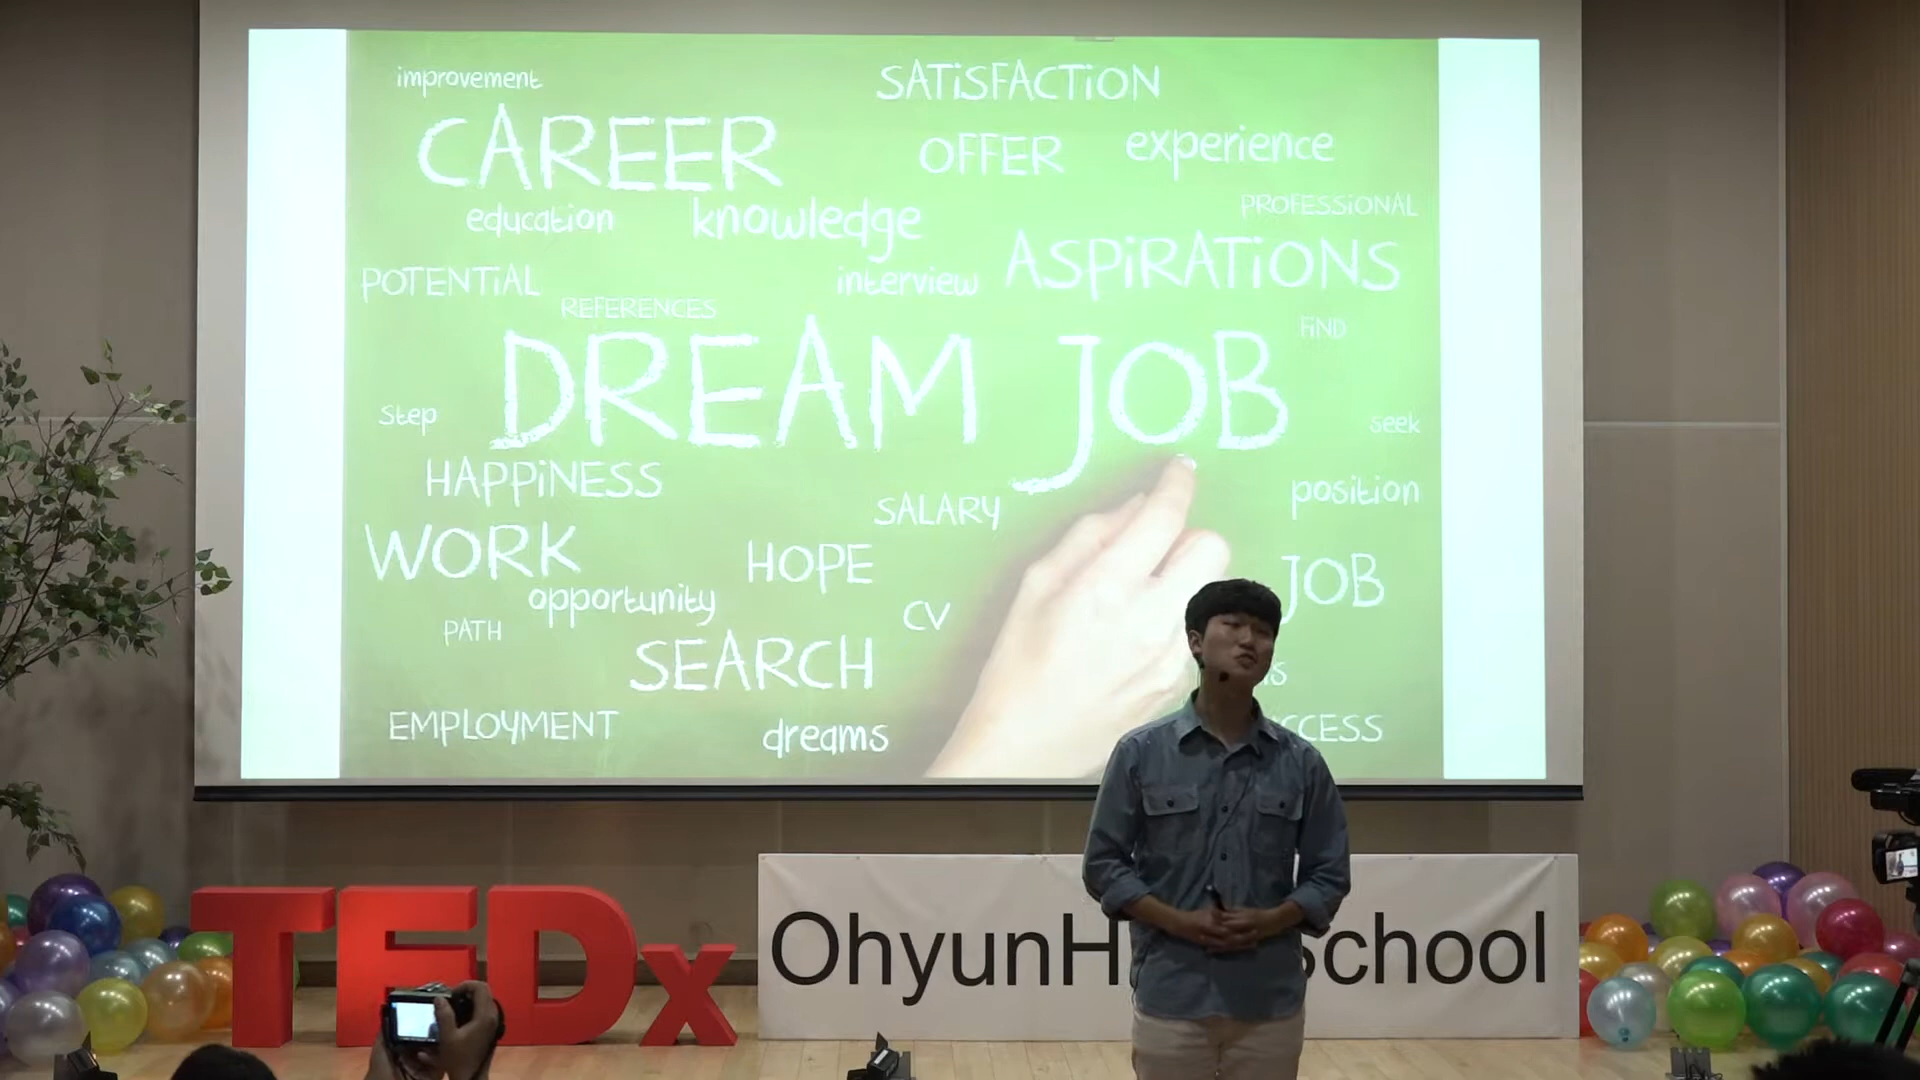 improvement
SATiSFACTiON
CAREER
OFFER
experience
education
knowledge
PROFESSiONAL
ASPiRATiONS
POTENTiAL
interview
REFERENCES
FiND
DREAM JOB
Step
seek
HAPPiNESS
SALARY
position
WORK
HOPE
JOB
opportunity
CV
PATH
SEARCH
EMPLOYMENT
dreams
TEDx
OhyunH
School